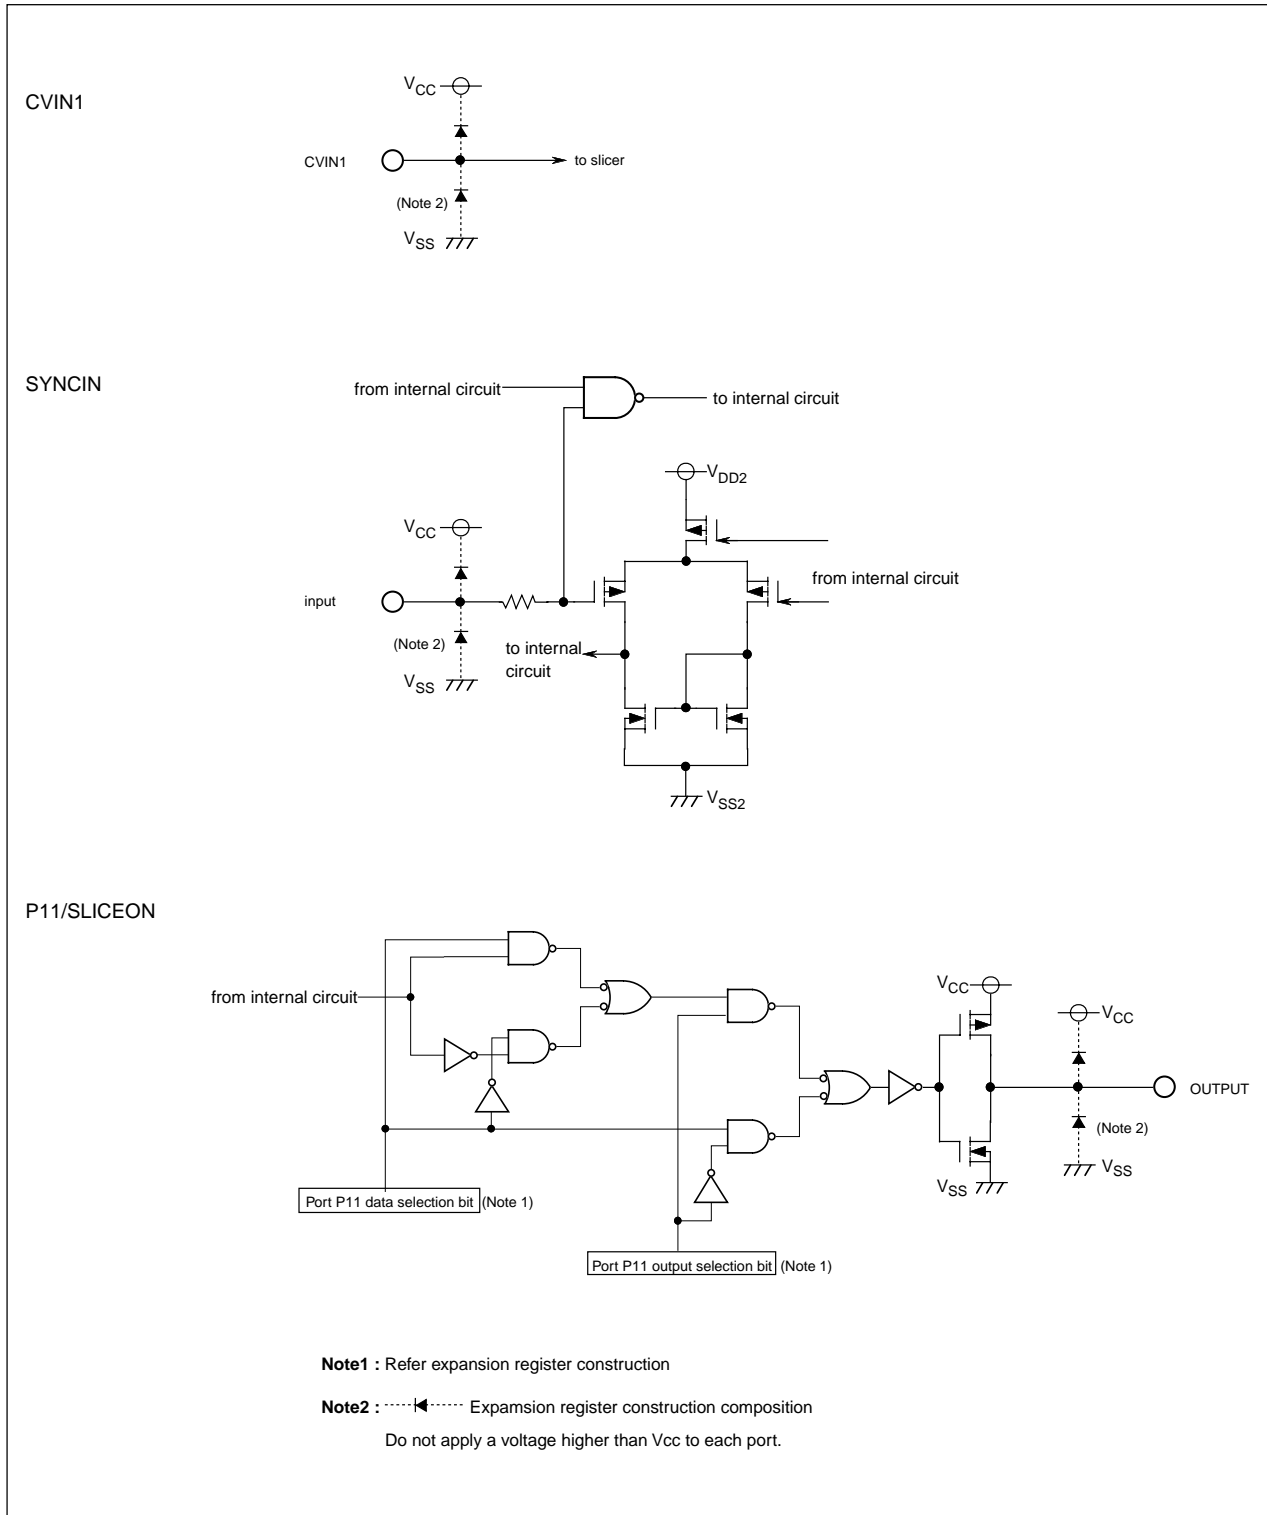 CVIN1
VCC
CVIN1
to slicer
(Note 2)
VSS
SYNCIN
from internal circuit
to internal circuit
VDD2
VCC
from internal circuit
input
(Note 2)
to internal
circuit
VSS
VSS2
P11/SLICEON
from internal circuit
VCC
VCC
OUTPUT
(Note 2)
VSS
VSS
Port P11 data selection bit (Note 1)
Port P11 output selection bit (Note 1)
Note1 : Refer expansion register construction
Note2 : Expamsion register construction composition
Do not apply a voltage higher than Vcc to each port.